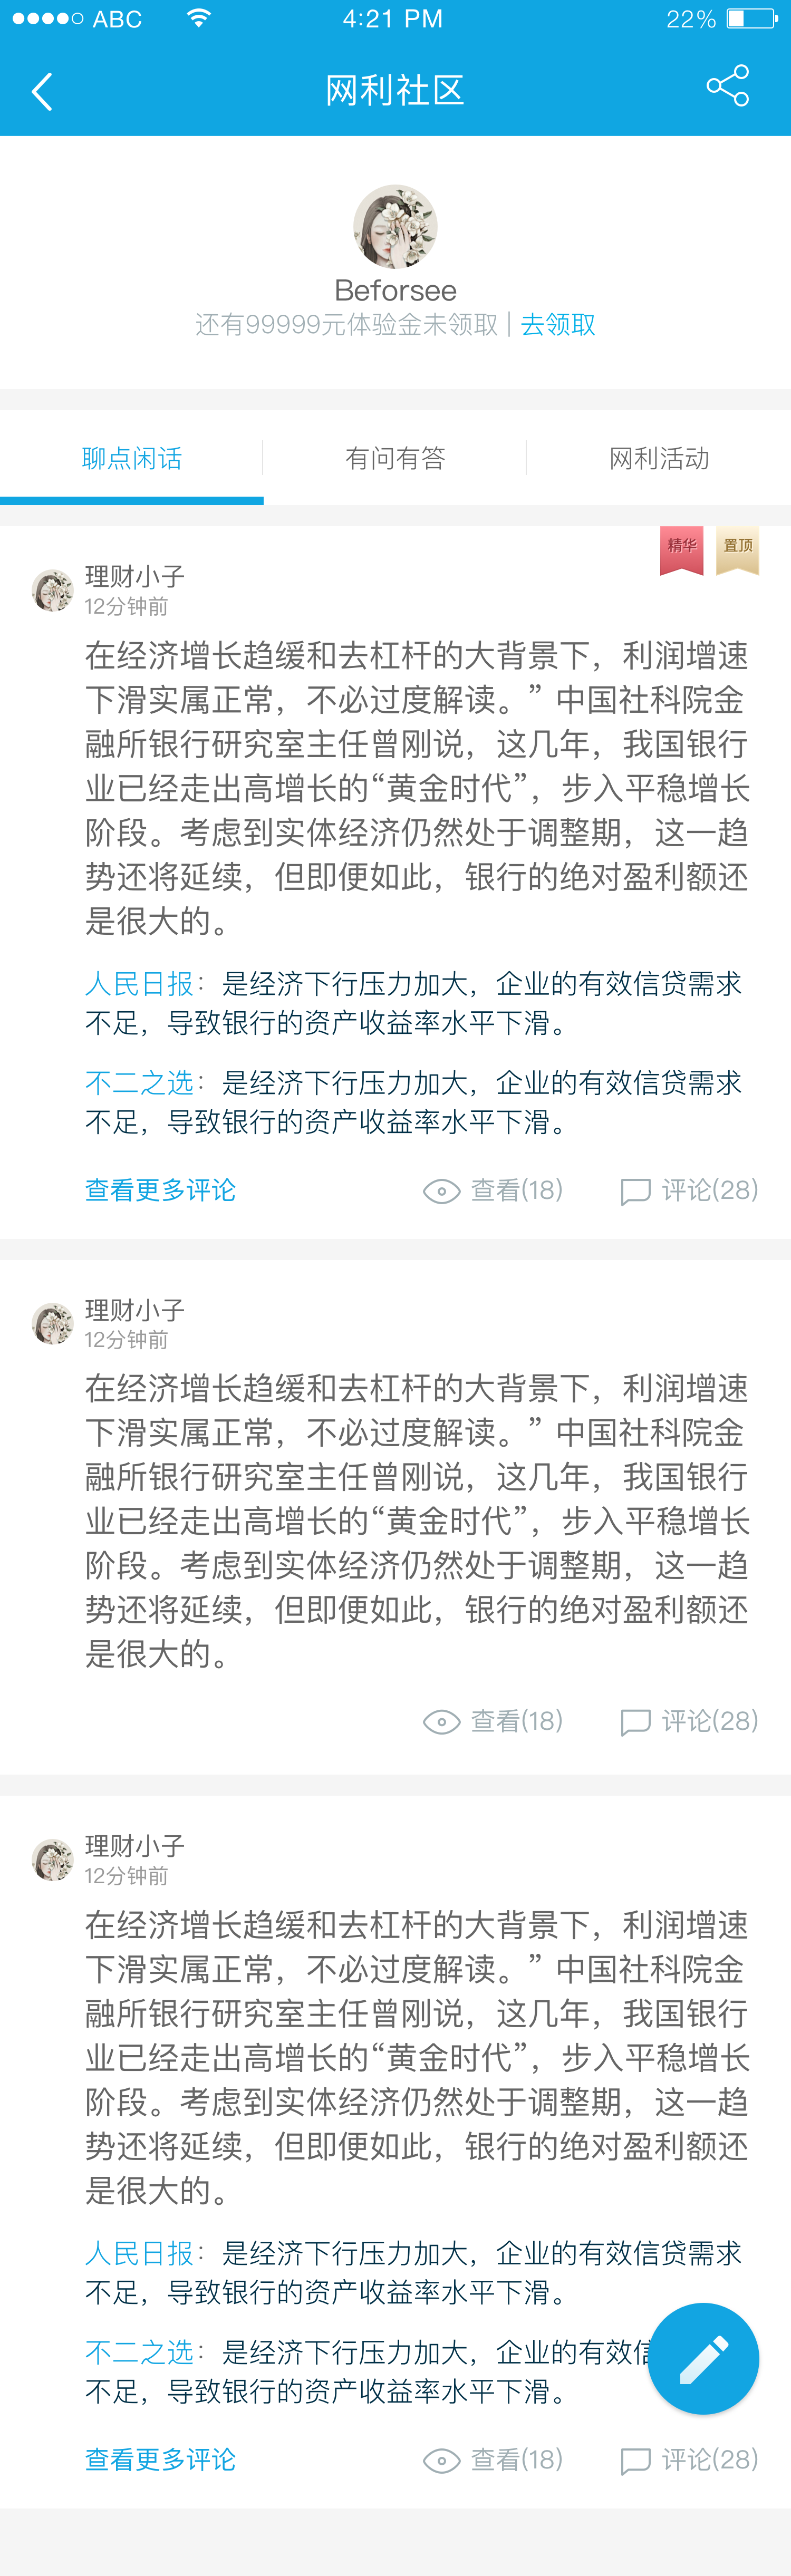 ABC 4:21 PM 22%
网利社区
Beforsee
还有99999元体验金未领取 | 去领取
聊点闲话 有问有答 网利活动
精华 置顶
理财小子
12分钟前
在经济增长趋缓和去杠杆的大背景下，利润增速
下滑实属正常，不必过度解读。” 中国社科院金
融所银行研究室主任曾刚说，这几年，我国银行
业已经走出高增长的“黄金时代”，步入平稳增长
阶段。考虑到实体经济仍然处于调整期，这一趋
势还将延续，但即便如此，银行的绝对盈利额还
是很大的。
人民日报：是经济下行压力加大，企业的有效信贷需求
不足，导致银行的资产收益率水平下滑。
不二之选：是经济下行压力加大，企业的有效信贷需求
不足，导致银行的资产收益率水平下滑。
查看更多评论 查看(18) 评论(28)
理财小子
12分钟前
在经济增长趋缓和去杠杆的大背景下，利润增速
下滑实属正常，不必过度解读。” 中国社科院金
融所银行研究室主任曾刚说，这几年，我国银行
业已经走出高增长的“黄金时代”，步入平稳增长
阶段。考虑到实体经济仍然处于调整期，这一趋
势还将延续，但即便如此，银行的绝对盈利额还
是很大的。
查看(18) 评论(28)
理财小子
12分钟前
在经济增长趋缓和去杠杆的大背景下，利润增速
下滑实属正常，不必过度解读。” 中国社科院金
融所银行研究室主任曾刚说，这几年，我国银行
业已经走出高增长的“黄金时代”，步入平稳增长
阶段。考虑到实体经济仍然处于调整期，这一趋
势还将延续，但即便如此，银行的绝对盈利额还
是很大的。
人民日报：是经济下行压力加大，企业的有效信贷需求
不足，导致银行的资产收益率水平下滑。
不二之选：是经济下行压力加大，企业的有效信
不足，导致银行的资产收益率水平下滑。
查看更多评论 查看(18) 评论(28)